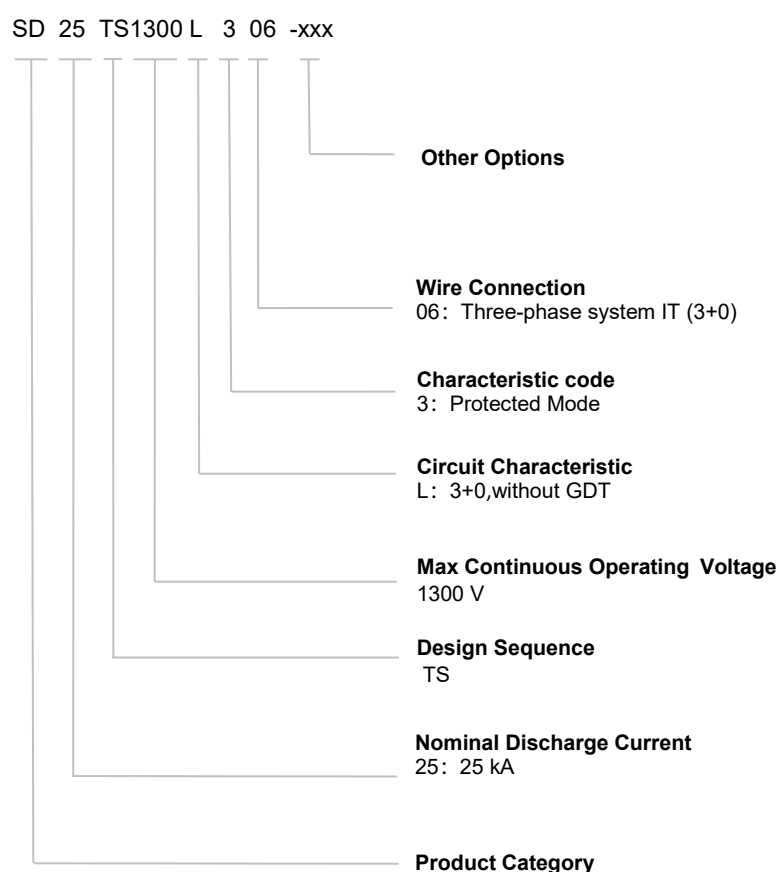 SD 25 TS1300 L 3 06 -xxx
Other Options
Wire Connection
06：Three-phase system IT (3+0)
Characteristic code
3：Protected Mode
Circuit Characteristic
L：3+0,without GDT
Max Continuous Operating Voltage
1300 V
Design Sequence
TS
Nominal Discharge Current
25：25 kA
Product Category